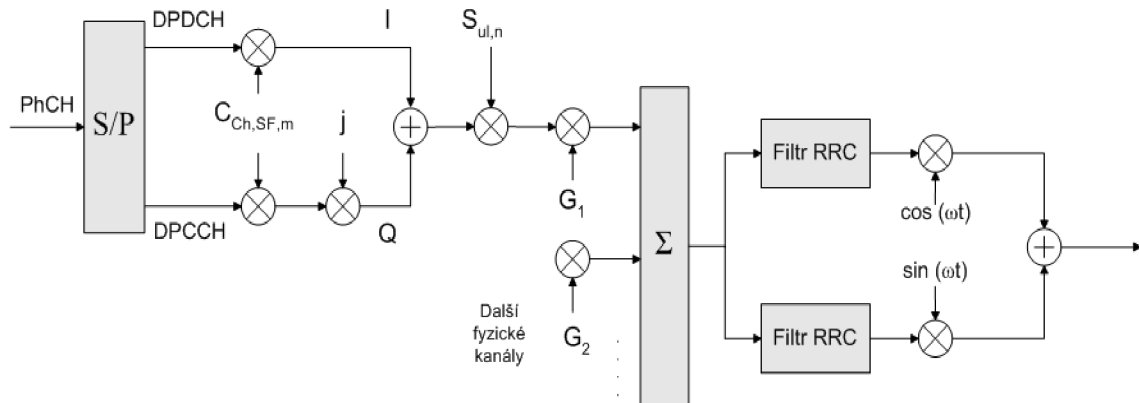 DPDCH
I
S_ul,n
PhCH
S/P
C_Ch,SF,m
j
+
Filtr RRC
DPCCH
Q
G_1
cos (ωt)
Σ
+
sin (ωt)
Další
fyzické
kanály
G_2
Filtr RRC